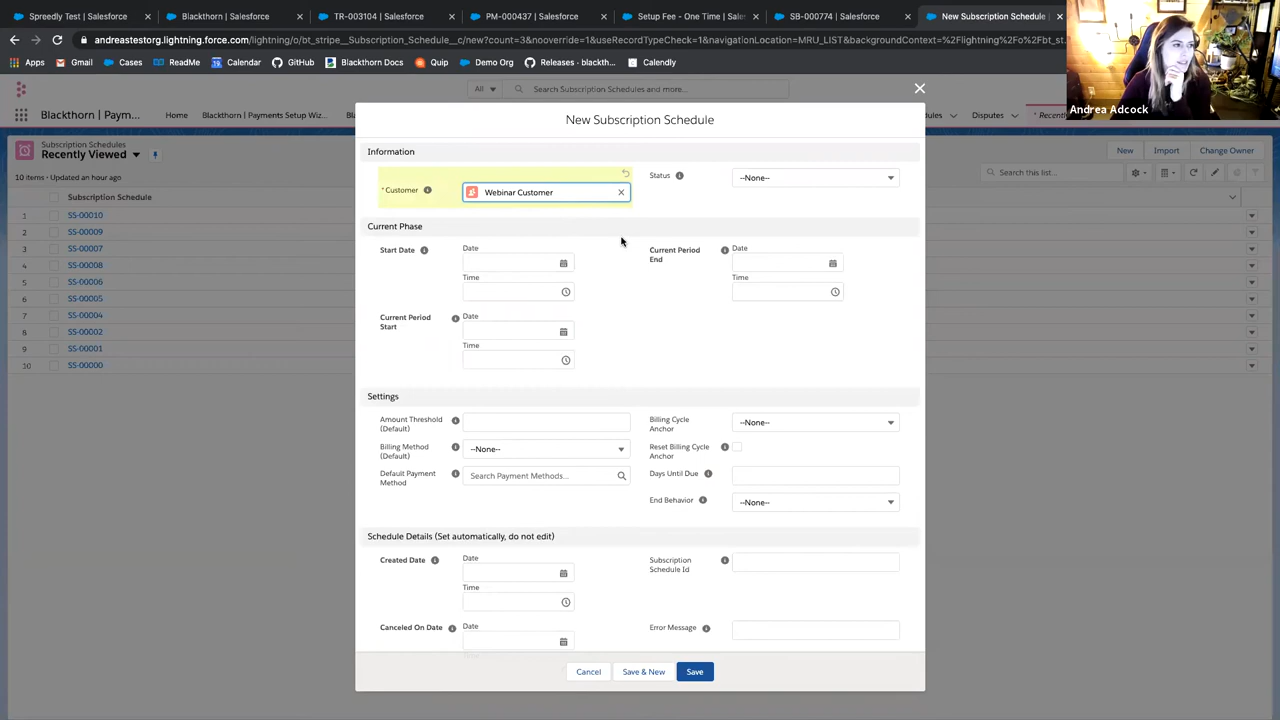 Speedly Test | Salesforce
Blackthorn | Salesforce
TR-003104 | Salesforce
PM-000437 | Salesforce
Setup Fee - One Time | Sales
SB-000774 | Salesforce
New Subscription Schedule |
andreastestorg.lightning.force.com/lightning/o/bt_stripe__Subscription_Schedule__c/new?count=3&nooverride=1&useRecordTypeCheck=1&navigationLocation=MRU_LIST&backgroundContext=%2Flightning%2Fo%2Fbt_st
Apps
Gmail
Cases
ReadMe
Calendar
GitHub
Blackthorn Docs
Quip
Demo Org
Releases · blackth...
Calendly
Andrea Adcock
All
Search Subscription Schedules and more...
Blackthorn | Paym...
Home
Blackthorn | Payments Setup Wiz...
dules
Disputes
* Recently
New Subscription Schedule
Subscription Schedules
Recently Viewed
New
Import
Change Owner
10 items · Updated an hour ago
Search this list...
Subscription Schedule
1 SS-00010
2 SS-00009
3 SS-00007
4 SS-00008
5 SS-00006
6 SS-00005
7 SS-00004
8 SS-00002
9 SS-00001
10 SS-00000
Information
* Customer
Webinar Customer
Status
--None--
Current Phase
Start Date
Date
Time
Current Period
End
Date
Time
Current Period
Start
Date
Time
Settings
Amount Threshold
(Default)
Billing Cycle
Anchor
--None--
Billing Method
(Default)
--None--
Reset Billing Cycle
Anchor
Default Payment
Method
Search Payment Methods...
Days Until Due
End Behavior
--None--
Schedule Details (Set automatically, do not edit)
Created Date
Date
Time
Subscription
Schedule Id
Canceled On Date
Date
Error Message
Cancel
Save & New
Save